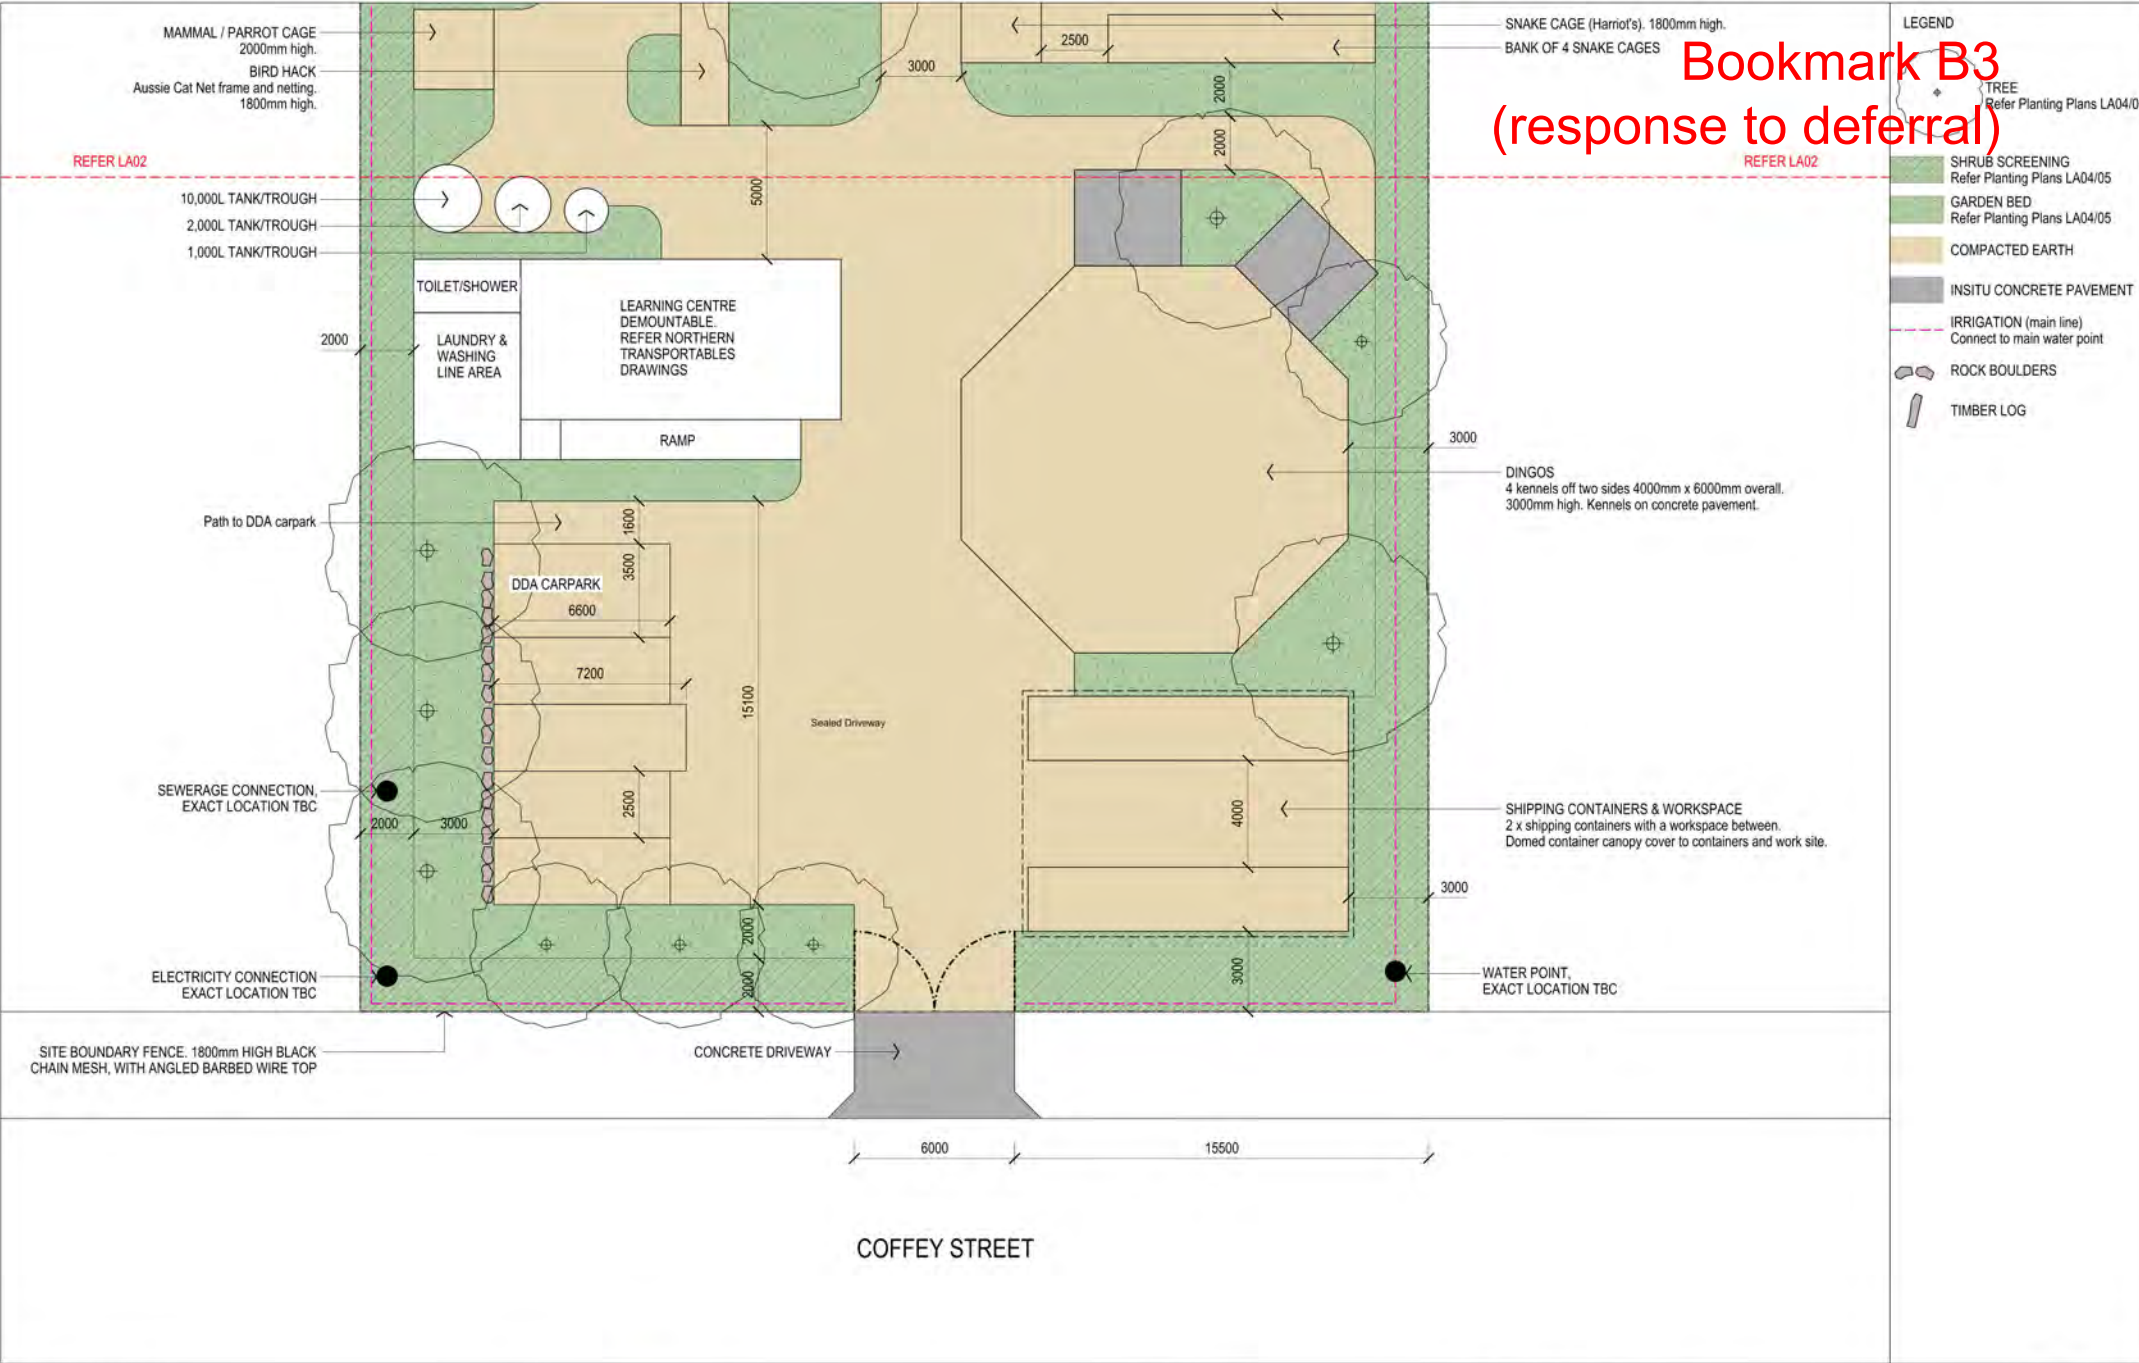 MAMMAL / PARROT CAGE
2000mm high.
BIRD HACK
Aussie Cat Net frame and netting.
1800mm high.
REFER LA02
10,000L TANK/TROUGH
2,000L TANK/TROUGH
1,000L TANK/TROUGH
2000
Path to DDA carpark
SEWERAGE CONNECTION,
EXACT LOCATION TBC
ELECTRICITY CONNECTION
EXACT LOCATION TBC
SITE BOUNDARY FENCE. 1800mm HIGH BLACK
CHAIN MESH, WITH ANGLED BARBED WIRE TOP
3000
2500
2000
2000
5000
TOILET/SHOWER
LAUNDRY &
WASHING
LINE AREA
LEARNING CENTRE
DEMOUNTABLE.
REFER NORTHERN
TRANSPORTABLES
DRAWINGS
RAMP
1600
3500
DDA CARPARK
6600
7200
15100
Sealed Driveway
2500
2000
3000
2000
2000
4000
3000
CONCRETE DRIVEWAY
6000
15500
COFFEY STREET
SNAKE CAGE (Harriot's). 1800mm high.
BANK OF 4 SNAKE CAGES
Bookmark B3
(response to deferral)
REFER LA02
3000
DINGOS
4 kennels off two sides 4000mm x 6000mm overall.
3000mm high. Kennels on concrete pavement.
SHIPPING CONTAINERS & WORKSPACE
2 x shipping containers with a workspace between.
Domed container canopy cover to containers and work site.
3000
WATER POINT,
EXACT LOCATION TBC
LEGEND
TREE
Refer Planting Plans LA04/0
SHRUB SCREENING
Refer Planting Plans LA04/05
GARDEN BED
Refer Planting Plans LA04/05
COMPACTED EARTH
INSITU CONCRETE PAVEMENT
IRRIGATION (main line)
Connect to main water point
ROCK BOULDERS
TIMBER LOG